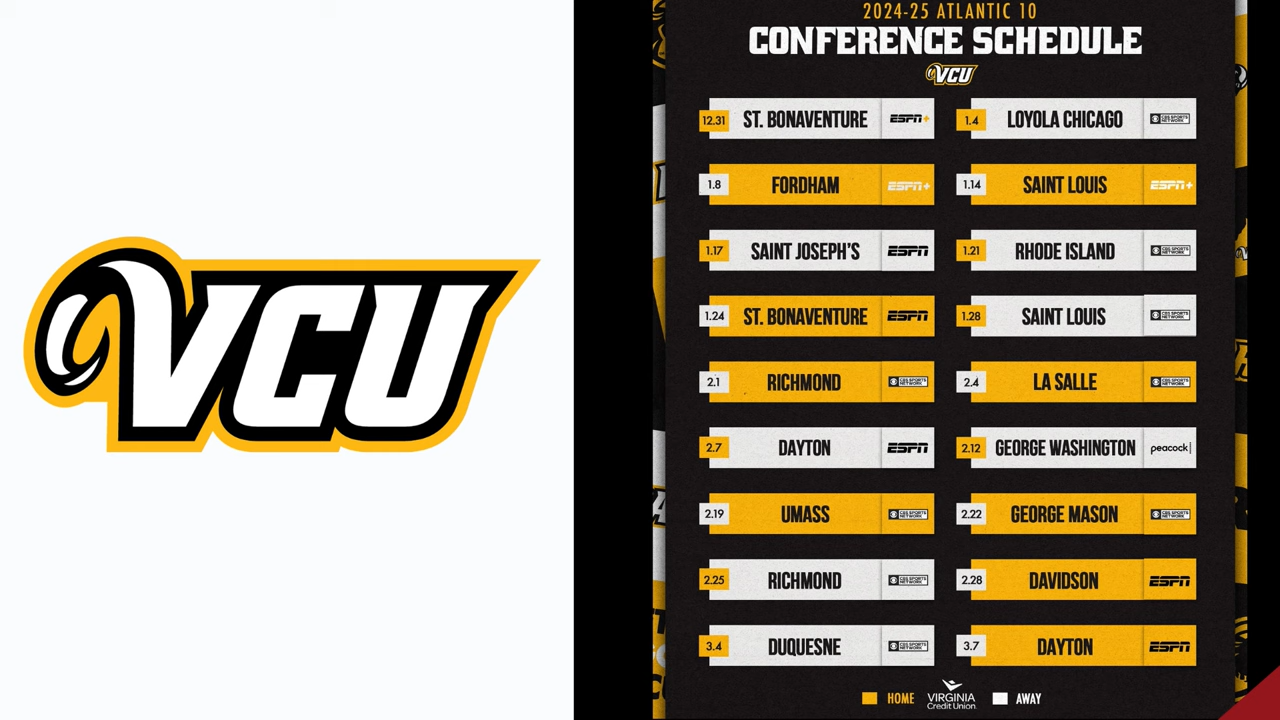 VCU
2024-25 ATLANTIC 10
CONFERENCE SCHEDULE
VCU
12.31 ST. BONAVENTURE ESPN+
1.4 LOYOLA CHICAGO CBS SPORTS NETWORK
1.8 FORDHAM ESPN+
1.14 SAINT LOUIS ESPN+
1.17 SAINT JOSEPH'S ESPN
1.21 RHODE ISLAND CBS SPORTS NETWORK
1.24 ST. BONAVENTURE ESPN
1.28 SAINT LOUIS CBS SPORTS NETWORK
2.1 RICHMOND CBS SPORTS NETWORK
2.4 LA SALLE CBS SPORTS NETWORK
2.7 DAYTON ESPN
2.12 GEORGE WASHINGTON peacock
2.19 UMASS CBS SPORTS NETWORK
2.22 GEORGE MASON CBS SPORTS NETWORK
2.25 RICHMOND CBS SPORTS NETWORK
2.28 DAVIDSON ESPN
3.4 DUQUESNE CBS SPORTS NETWORK
3.7 DAYTON ESPN
HOME
VIRGINIA
Credit Union
AWAY